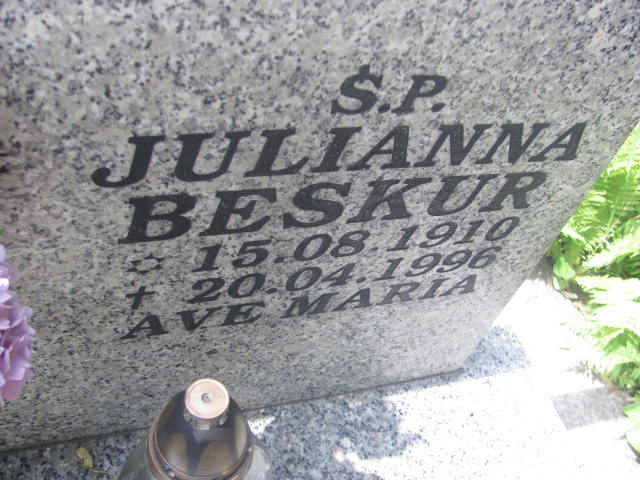 Ś.P.
JULIANNA
BESKUR
☼ 15.08.1910
+ 20.04.1996
AVE MARIA